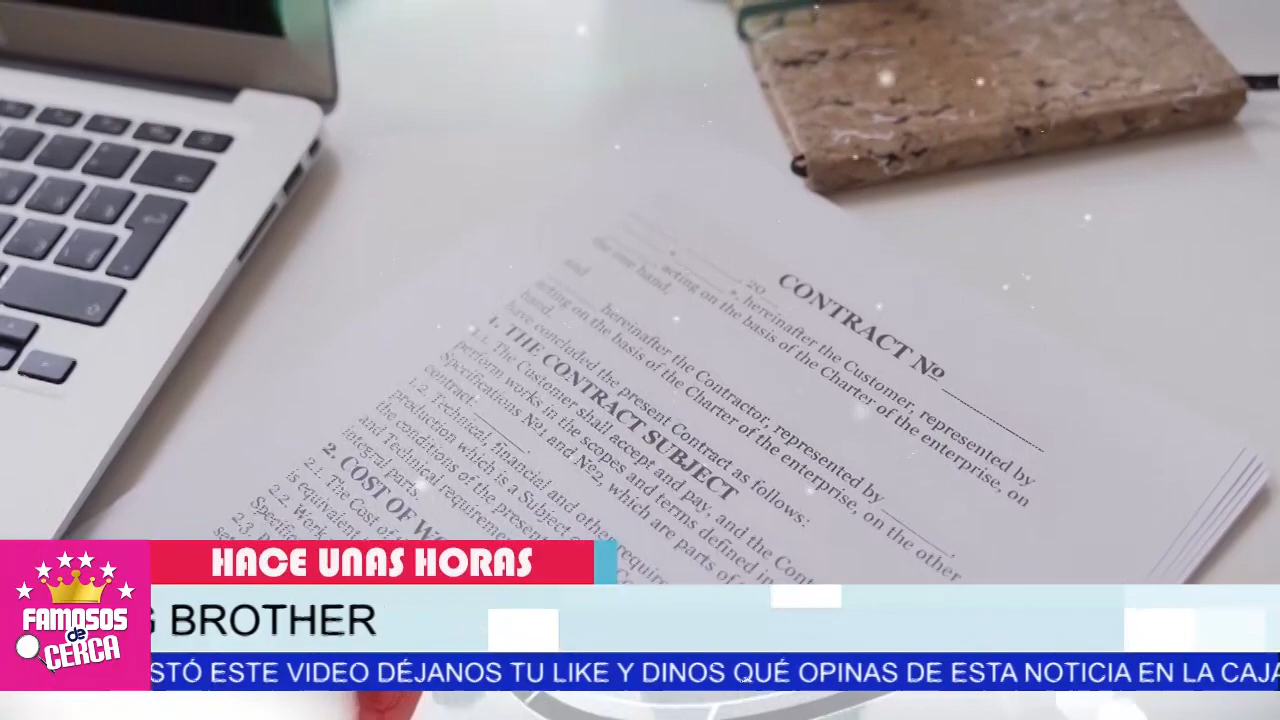 CONTRACT Nº
20
acting on the basis of the Charter of the enterprise, on
the one hand,
and
hereinafter the Customer, represented by
hereinafter the Contractor, represented by
acting on the basis of the Charter of the enterprise, on the other
hand,
have concluded the present Contract as follows:
1. THE CONTRACT SUBJECT
1.1. The Customer shall accept and pay, and the
perform works in the scopes and terms defined in
Specifications №1 and №2, which are parts of
contract.
1.2. Technical, financial and other
production which is a Subject
the conditions of the present
and Technical
integral parts.
2. COST OF
2.1. The Cost of
is equivalent
2.2. Work
2.3.
HACE UNAS HORAS
G BROTHER
FAMOSOS
de
CERCA
STÓ ESTE VIDEO DÉJANOS TU LIKE Y DINOS QUÉ OPINAS DE ESTA NOTICIA EN LA CAJA